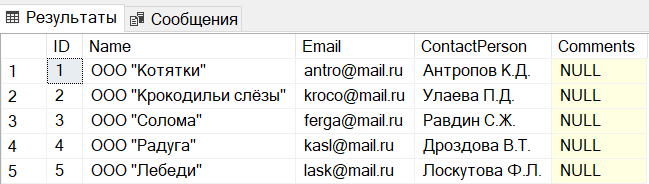 Результаты Сообщения
ID Name Email ContactPerson Comments
1 1 ООО "Котятки" antro@mail.ru Антропов К.Д. NULL
2 2 ООО "Крокодильи слёзы" kroco@mail.ru Улаева П.Д. NULL
3 3 ООО "Солома" ferga@mail.ru Равдин С.Ж. NULL
4 4 ООО "Радуга" kasl@mail.ru Дроздова В.Т. NULL
5 5 ООО "Лебеди" lask@mail.ru Лоскутова Ф.Л. NULL